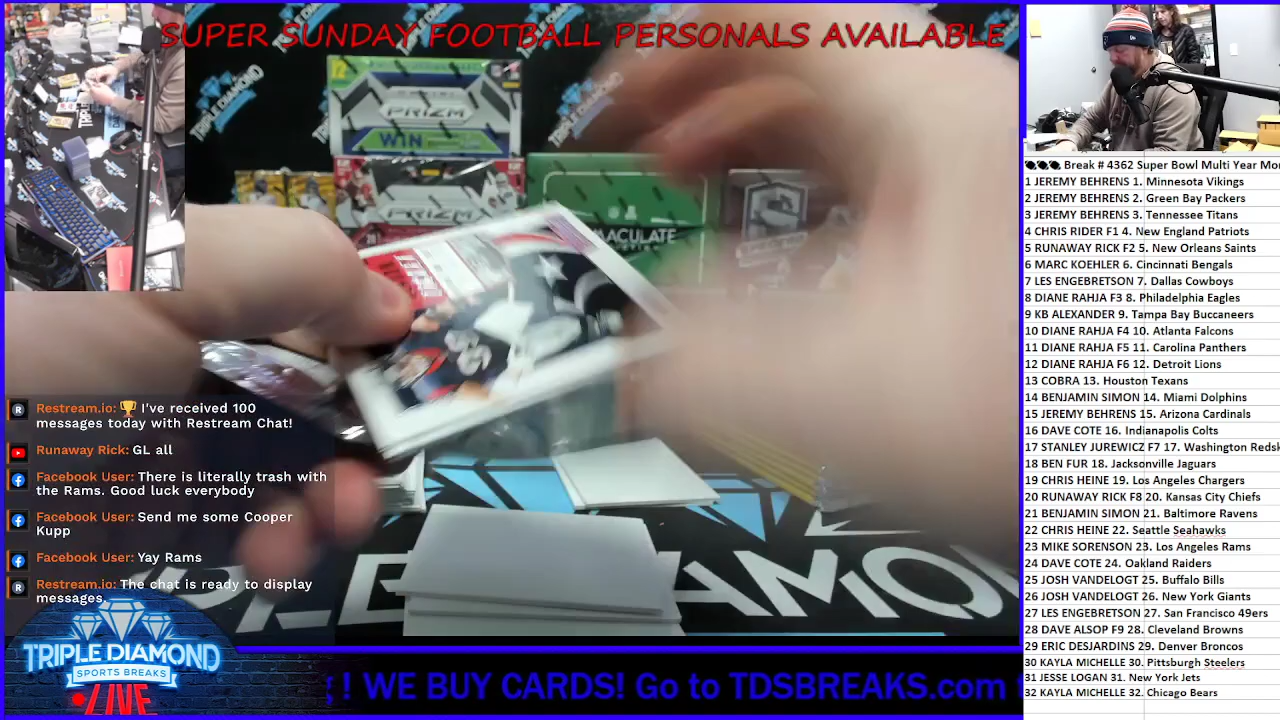 SUPER SUNDAY FOOTBALL PERSONALS AVAILABLE
TRIPLE DIAMOND
12
PRIZM
WIN
PRIZM
IMMACULATE
COLLECTION
Restream.io: 🏆 I've received 100
messages today with Restream Chat!
Runaway Rick: GL all
Facebook User: There is literally trash with
the Rams. Good luck everybody
Facebook User: Send me some Cooper
Kupp
Facebook User: Yay Rams
Restream.io: The chat is ready to display
messages.
TRIPLE DIAMOND
SPORTS BREAKS
LIVE
! WE BUY CARDS! Go to TDSBREAKS.com
Break # 4362 Super Bowl Multi Year Mo
1 JEREMY BEHRENS 1. Minnesota Vikings
2 JEREMY BEHRENS 2. Green Bay Packers
3 JEREMY BEHRENS 3. Tennessee Titans
4 CHRIS RIDER F1 4. New England Patriots
5 RUNAWAY RICK F2 5. New Orleans Saints
6 MARC KOEHLER 6. Cincinnati Bengals
7 LES ENGEBRETSON 7. Dallas Cowboys
8 DIANE RAHJA F3 8. Philadelphia Eagles
9 KB ALEXANDER 9. Tampa Bay Buccaneers
10 DIANE RAHJA F4 10. Atlanta Falcons
11 DIANE RAHJA F5 11. Carolina Panthers
12 DIANE RAHJA F6 12. Detroit Lions
13 COBRA 13. Houston Texans
14 BENJAMIN SIMON 14. Miami Dolphins
15 JEREMY BEHRENS 15. Arizona Cardinals
16 DAVE COTE 16. Indianapolis Colts
17 STANLEY JUREWICZ F7 17. Washington Redsk
18 BEN FUR 18. Jacksonville Jaguars
19 CHRIS HEINE 19. Los Angeles Chargers
20 RUNAWAY RICK F8 20. Kansas City Chiefs
21 BENJAMIN SIMON 21. Baltimore Ravens
22 CHRIS HEINE 22. Seattle Seahawks
23 MIKE SORENSON 23. Los Angeles Rams
24 DAVE COTE 24. Oakland Raiders
25 JOSH VANDELOGT 25. Buffalo Bills
26 JOSH VANDELOGT 26. New York Giants
27 LES ENGEBRETSON 27. San Francisco 49ers
28 DAVE ALSOP F9 28. Cleveland Browns
29 ERIC DEHATE F10 29. Denver Broncos
30 KAYLA MICHELLE 30. Pittsburgh Steelers
31 JESSE LOGAN 31. New York Jets
32 KAYLA MICHELLE 32. Chicago Bears